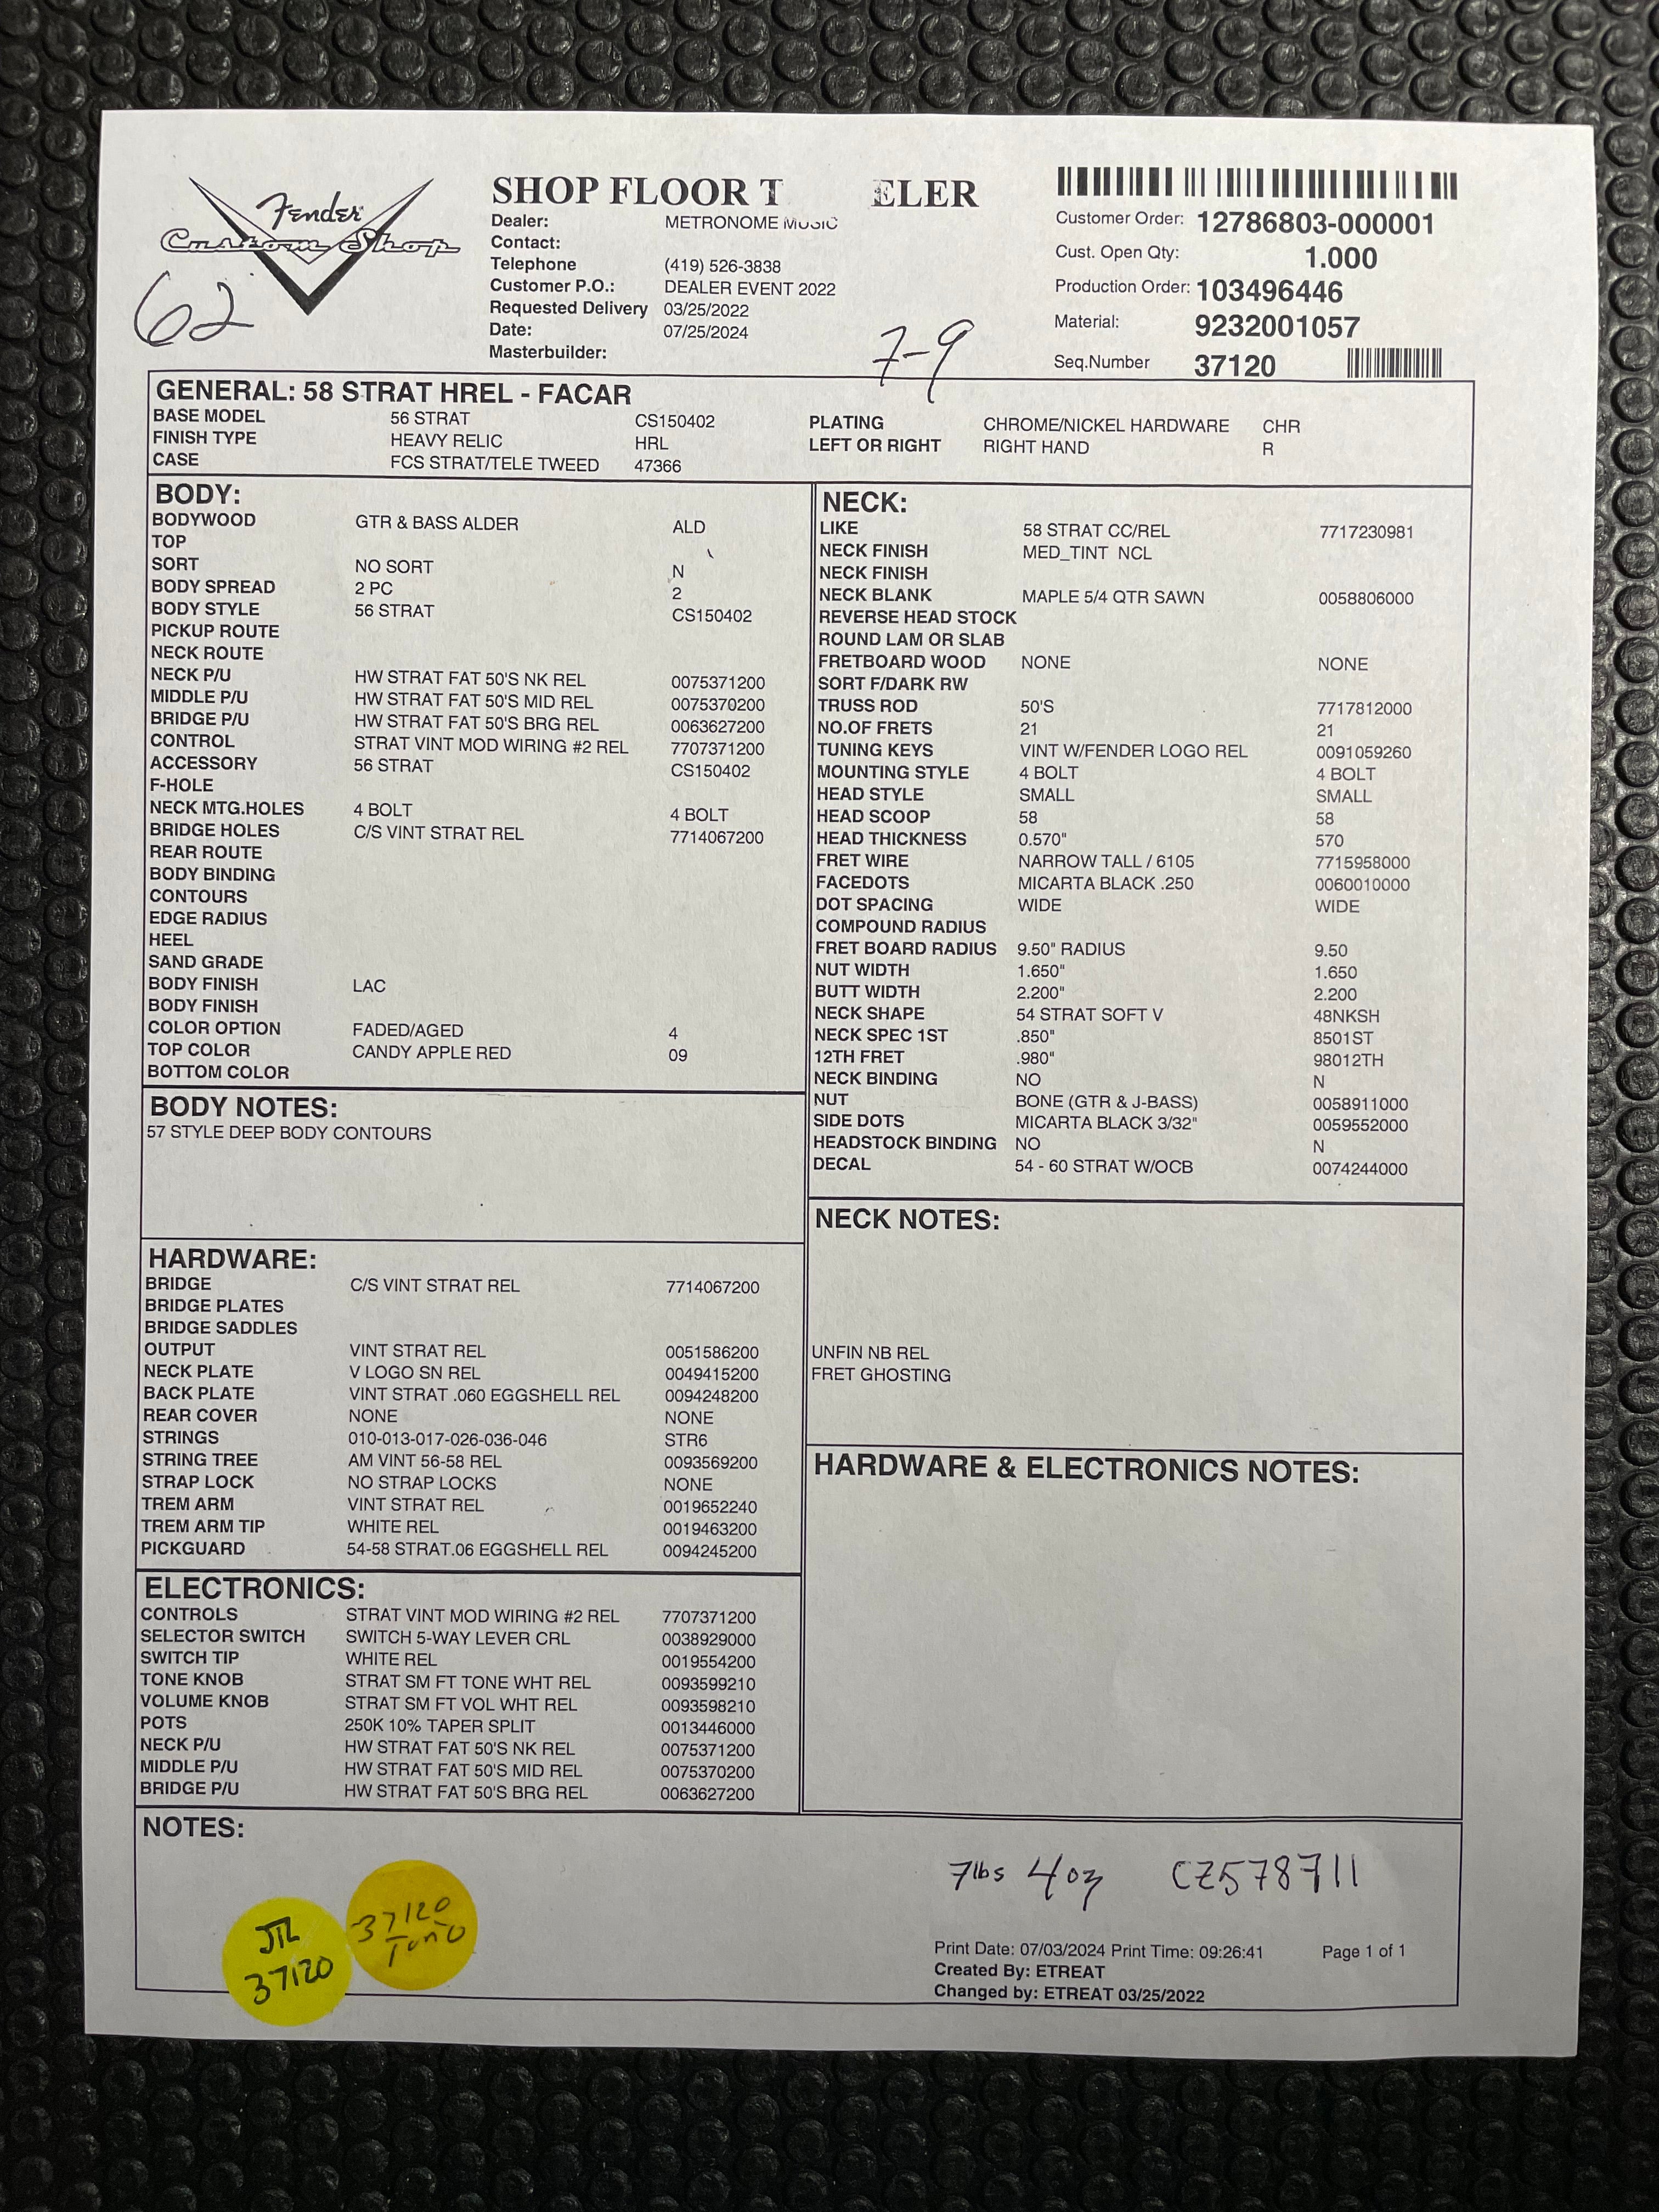 Fender
Custom Shop
62
SHOP FLOOR T ELER
Dealer: METRONOME MUSIC
Contact:
Telephone (419) 526-3838
Customer P.O.: DEALER EVENT 2022
Requested Delivery 03/25/2022
Date: 07/25/2024
Masterbuilder:
7-9
Customer Order: 12786803-000001
Cust. Open Qty: 1.000
Production Order: 103496446
Material: 9232001057
Seq.Number 37120
GENERAL: 58 STRAT HREL - FACAR
BASE MODEL 56 STRAT CS150402
FINISH TYPE HEAVY RELIC HRL
CASE FCS STRAT/TELE TWEED 47366
PLATING CHROME/NICKEL HARDWARE CHR
LEFT OR RIGHT RIGHT HAND R
BODY:
BODYWOOD GTR & BASS ALDER ALD
TOP
SORT NO SORT N
BODY SPREAD 2 PC 2
BODY STYLE 56 STRAT CS150402
PICKUP ROUTE
NECK ROUTE
NECK P/U HW STRAT FAT 50'S NK REL 0075371200
MIDDLE P/U HW STRAT FAT 50'S MID REL 0075370200
BRIDGE P/U HW STRAT FAT 50'S BRG REL 0063627200
CONTROL STRAT VINT MOD WIRING #2 REL 7707371200
ACCESSORY 56 STRAT CS150402
F-HOLE
NECK MTG.HOLES 4 BOLT 4 BOLT
BRIDGE HOLES C/S VINT STRAT REL 7714067200
REAR ROUTE
BODY BINDING
CONTOURS
EDGE RADIUS
HEEL
SAND GRADE
BODY FINISH LAC
BODY FINISH
COLOR OPTION FADED/AGED 4
TOP COLOR CANDY APPLE RED 09
BOTTOM COLOR
BODY NOTES:
57 STYLE DEEP BODY CONTOURS
HARDWARE:
BRIDGE C/S VINT STRAT REL 7714067200
BRIDGE PLATES
BRIDGE SADDLES
OUTPUT VINT STRAT REL 0051586200
NECK PLATE V LOGO SN REL 0049415200
BACK PLATE VINT STRAT .060 EGGSHELL REL 0094248200
REAR COVER NONE NONE
STRINGS 010-013-017-026-036-046 STR6
STRING TREE AM VINT 56-58 REL 0093569200
STRAP LOCK NO STRAP LOCKS NONE
TREM ARM VINT STRAT REL 0019652240
TREM ARM TIP WHITE REL 0019463200
PICKGUARD 54-58 STRAT.06 EGGSHELL REL 0094245200
ELECTRONICS:
CONTROLS STRAT VINT MOD WIRING #2 REL 7707371200
SELECTOR SWITCH SWITCH 5-WAY LEVER CRL 0038929000
SWITCH TIP WHITE REL 0019554200
TONE KNOB STRAT SM FT TONE WHT REL 0093599210
VOLUME KNOB STRAT SM FT VOL WHT REL 0093598210
POTS 250K 10% TAPER SPLIT 0013446000
NECK P/U HW STRAT FAT 50'S NK REL 0075371200
MIDDLE P/U HW STRAT FAT 50'S MID REL 0075370200
BRIDGE P/U HW STRAT FAT 50'S BRG REL 0063627200
NECK:
LIKE 58 STRAT CC/REL 7717230981
NECK FINISH MED_TINT NCL
NECK FINISH
NECK BLANK MAPLE 5/4 QTR SAWN 0058806000
REVERSE HEAD STOCK
ROUND LAM OR SLAB
FRETBOARD WOOD NONE NONE
SORT F/DARK RW
TRUSS ROD 50'S 7717812000
NO.OF FRETS 21 21
TUNING KEYS VINT W/FENDER LOGO REL 0091059260
MOUNTING STYLE 4 BOLT 4 BOLT
HEAD STYLE SMALL SMALL
HEAD SCOOP 58 58
HEAD THICKNESS 0.570" 570
FRET WIRE NARROW TALL / 6105 7715958000
FACEDOTS MICARTA BLACK .250 0060010000
DOT SPACING WIDE WIDE
COMPOUND RADIUS
FRET BOARD RADIUS 9.50" RADIUS 9.50
NUT WIDTH 1.650" 1.650
BUTT WIDTH 2.200" 2.200
NECK SHAPE 54 STRAT SOFT V 48NKSH
NECK SPEC 1ST .850" 8501ST
12TH FRET .980" 98012TH
NECK BINDING NO N
NUT BONE (GTR & J-BASS) 0058911000
SIDE DOTS MICARTA BLACK 3/32" 0059552000
HEADSTOCK BINDING NO N
DECAL 54 - 60 STRAT W/OCB 0074244000
NECK NOTES:
UNFIN NB REL
FRET GHOSTING
HARDWARE & ELECTRONICS NOTES:
NOTES:
7lbs 4oz CZ578711
37120
37120
Print Date: 07/03/2024 Print Time: 09:26:41 Page 1 of 1
Created By: ETREAT
Changed by: ETREAT 03/25/2022